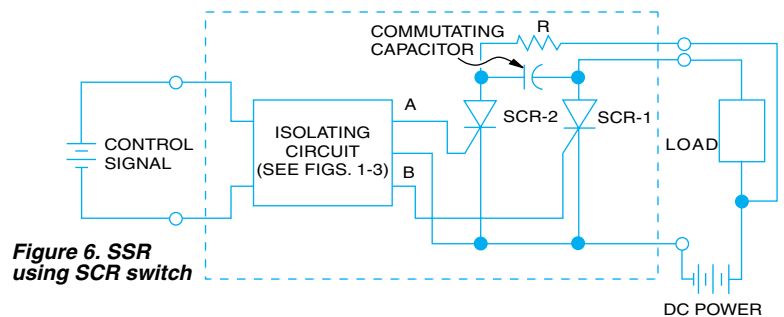 COMMUTATING
CAPACITOR
R
A
SCR-2
SCR-1
CONTROL
SIGNAL
ISOLATING
CIRCUIT
(SEE FIGS. 1-3)
LOAD
B
Figure 6. SSR
using SCR switch
DC POWER